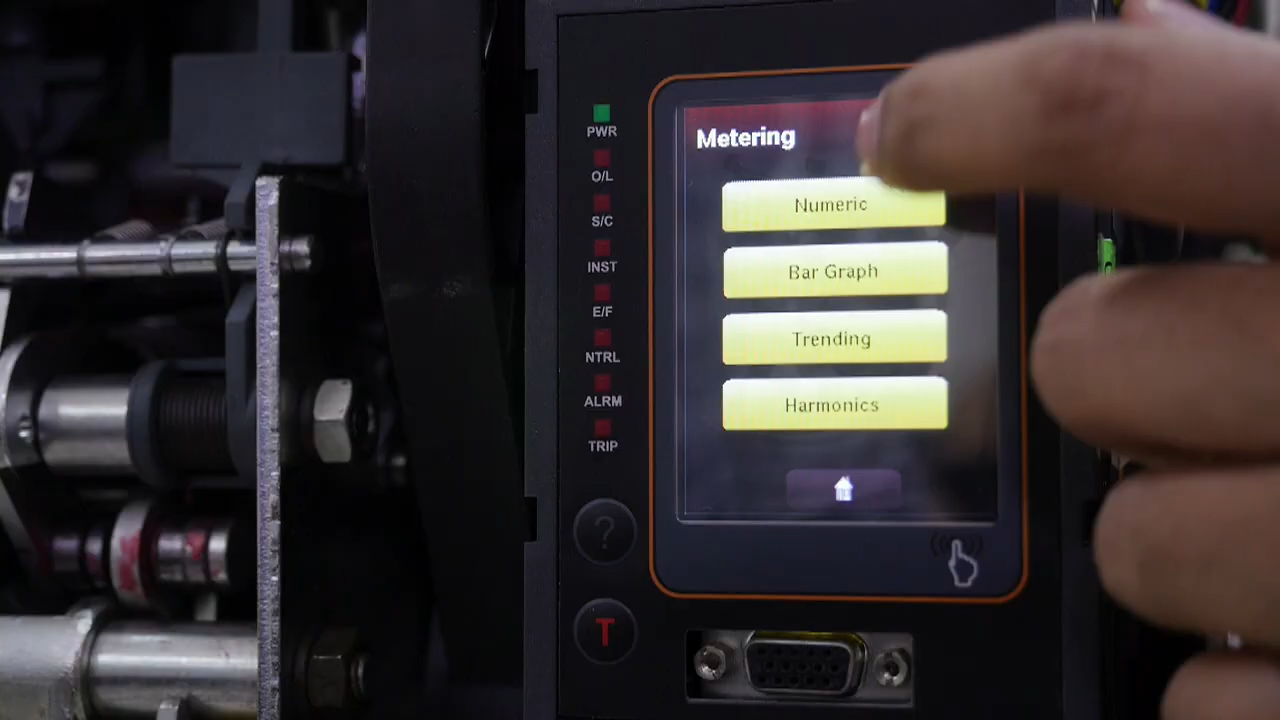 PWR
O/L
S/C
INST
E/F
NTRL
ALRM
TRIP
?
T
Metering
Numeric
Bar Graph
Trending
Harmonics